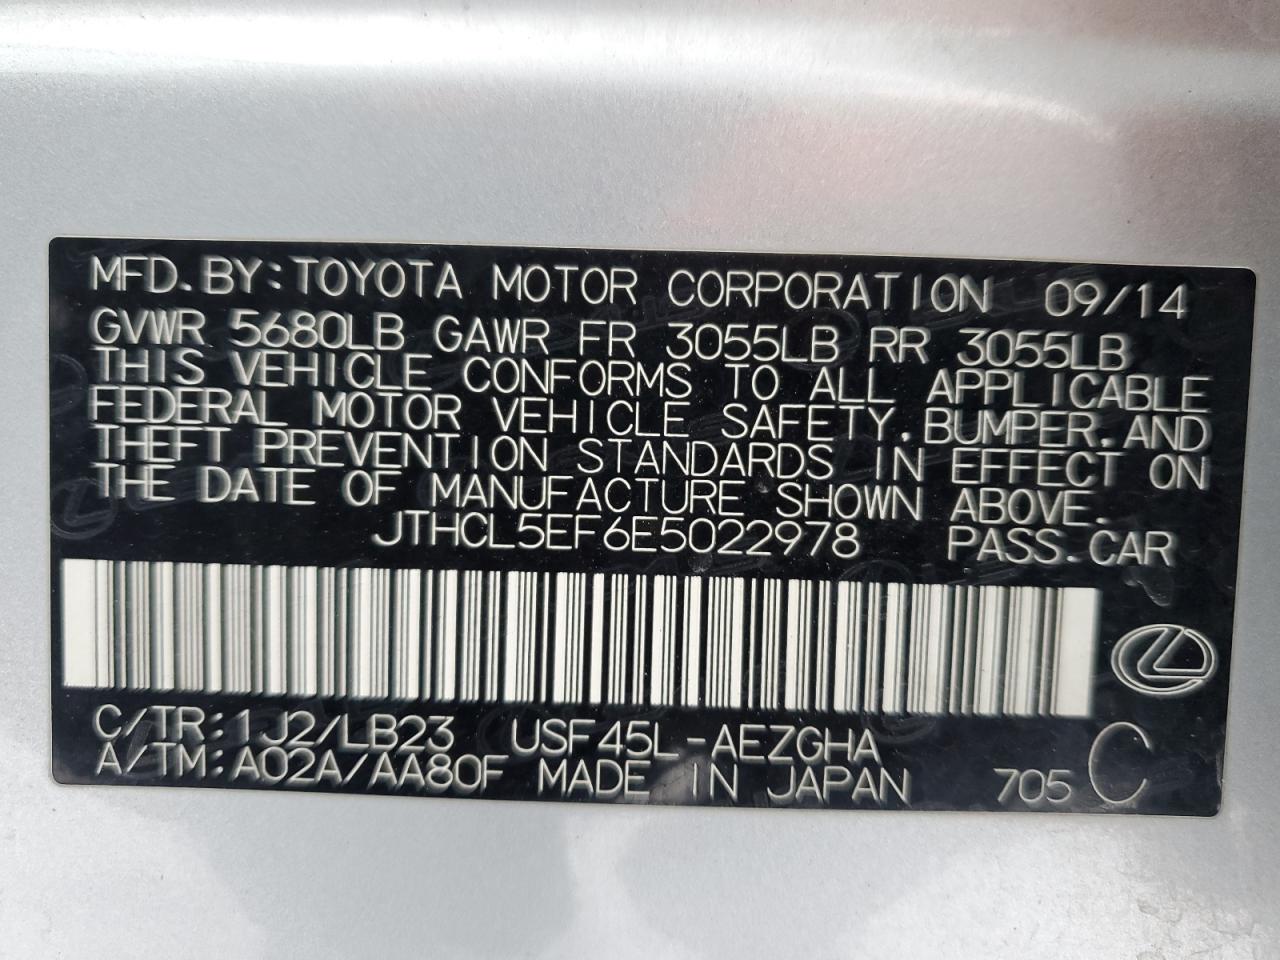 MFD.BY:TOYOTA MOTOR CORPORATION 09/14
GVWR 5680LB GAWR FR 3055LB RR 3055LB
THIS VEHICLE CONFORMS TO ALL APPLICABLE
FEDERAL MOTOR VEHICLE SAFETY,BUMPER,AND
THEFT PREVENTION STANDARDS IN EFFECT ON
THE DATE OF MANUFACTURE SHOWN ABOVE.
JTHCL5EF6E5022978 PASS.CAR
C/TR:1J2/LB23 USF45L-AEZGHA C
A/TM:A02A/AA80F MADE IN JAPAN 705